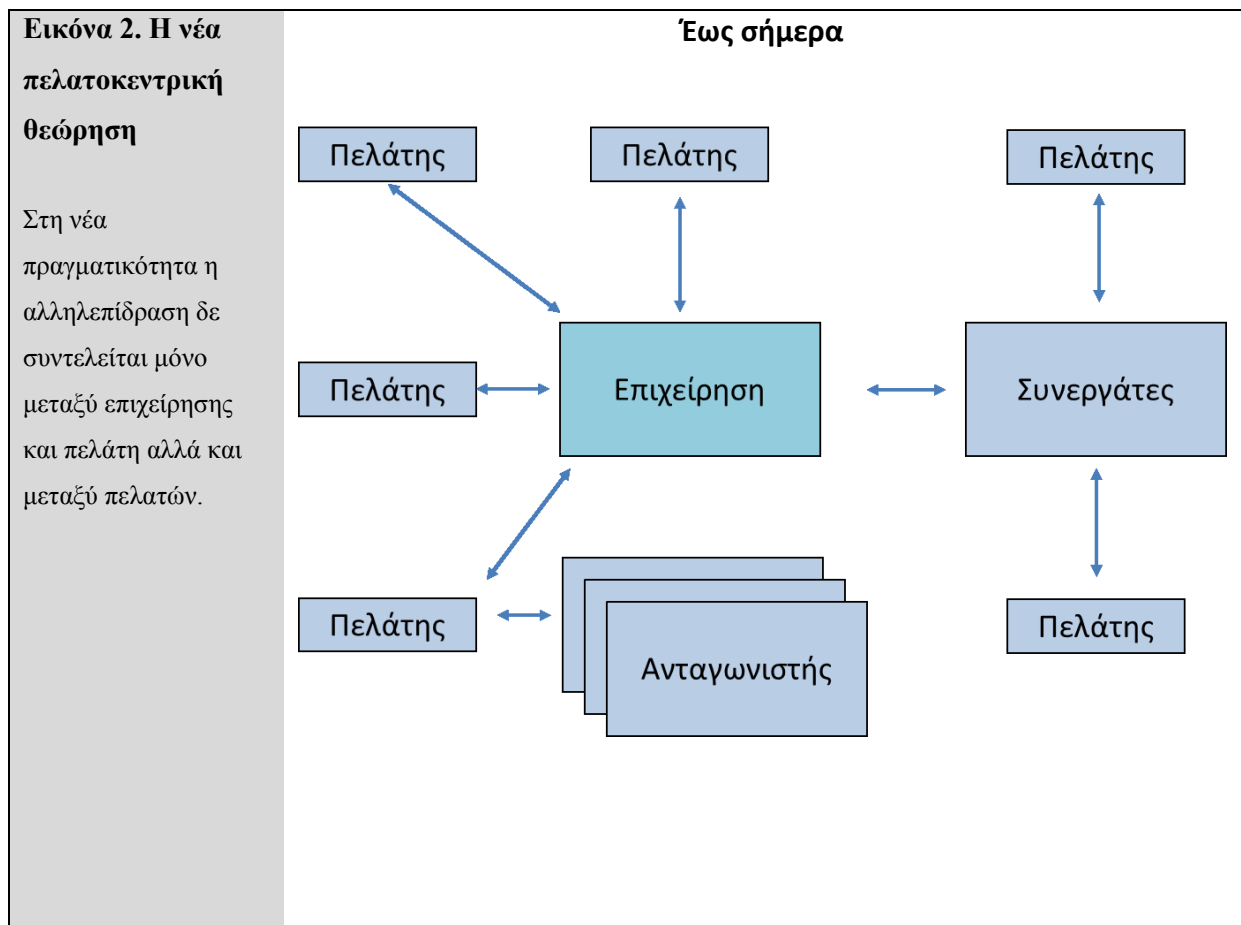 Εικόνα 2. Η νέα
πελατοκεντρική
θεώρηση
Στη νέα
πραγματικότητα η
αλληλεπίδραση δε
συντελείται μόνο
μεταξύ επιχείρησης
και πελάτη αλλά και
μεταξύ πελατών.
Έως σήμερα
Πελάτης
Πελάτης
Πελάτης
Πελάτης
Επιχείρηση
Συνεργάτες
Πελάτης
Ανταγωνιστής
Πελάτης